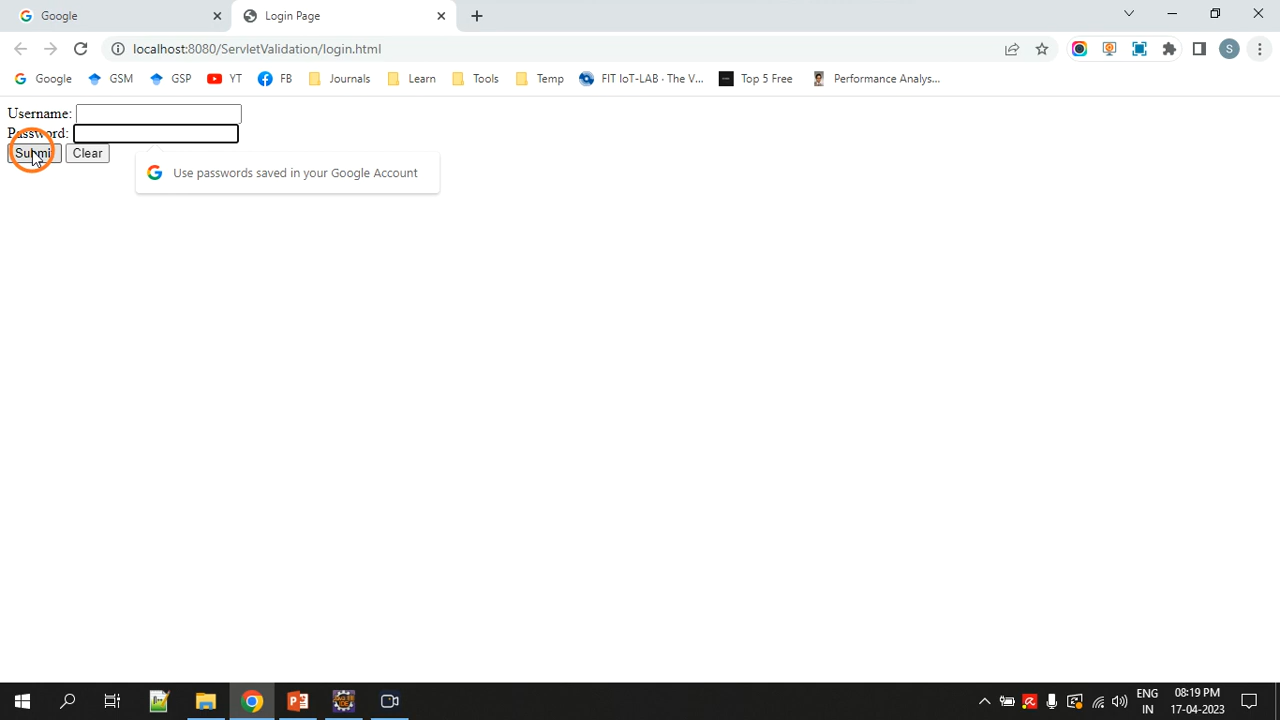 Google
Login Page
localhost:8080/ServletValidation/login.html
S
Google GSM GSP YT FB Journals Learn Tools Temp FIT IoT-LAB · The V... Top 5 Free Performance Analys...
Username:
Password:
Submit Clear
Use passwords saved in your Google Account
ENG 08:19 PM
IN 17-04-2023